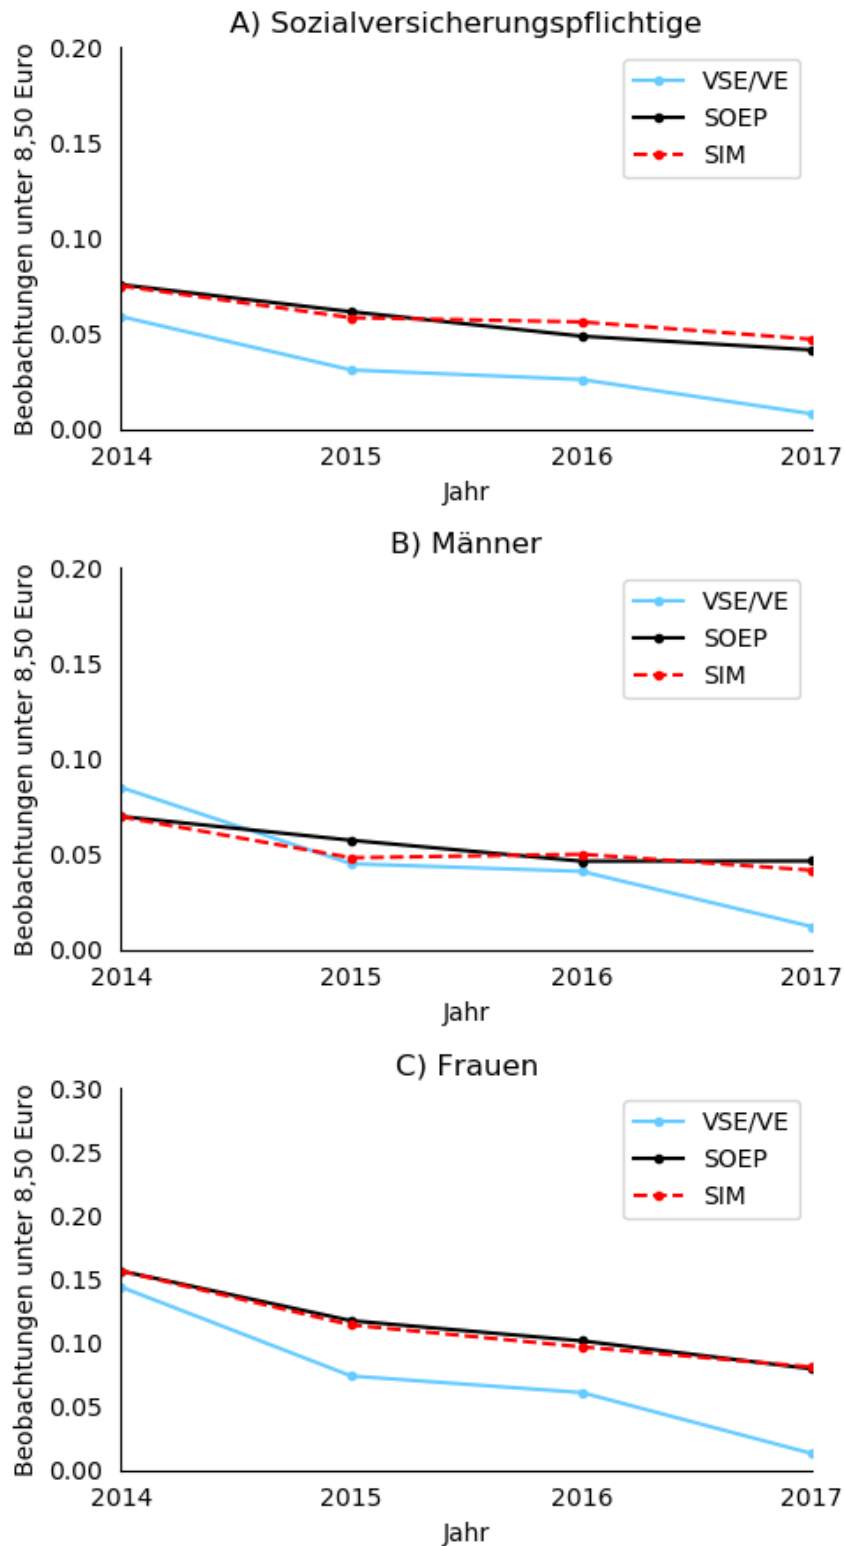 A) Sozialversicherungspflichtige
Beobachtungen unter 8,50 Euro
0.20
0.15
0.10
0.05
0.00
VSE/VE
SOEP
SIM
2014 2015 2016 2017
Jahr
B) Männer
Beobachtungen unter 8,50 Euro
0.20
0.15
0.10
0.05
0.00
VSE/VE
SOEP
SIM
2014 2015 2016 2017
Jahr
C) Frauen
Beobachtungen unter 8,50 Euro
0.30
0.25
0.20
0.15
0.10
0.05
0.00
VSE/VE
SOEP
SIM
2014 2015 2016 2017
Jahr